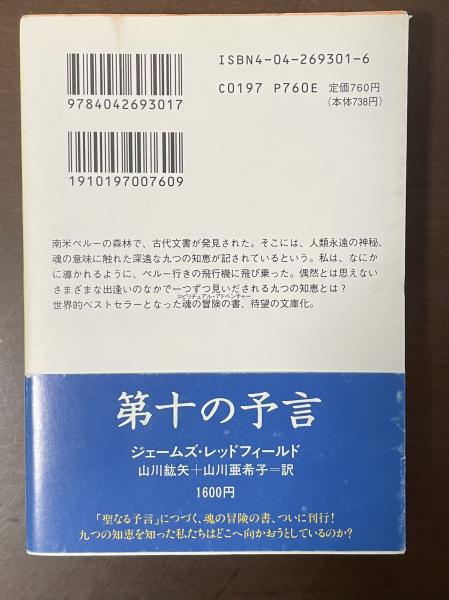 ISBN4-04-269301-6
C0197 P760E 定価760円
(本体738円)
9784042693017
1910197007609
南米ペルーの森林で、古代文書が発見された。そこには、人類永遠の神秘、
魂の意味に触れた深遠な九つの知恵が記されているという。私は、なにか
に導かれるように、ペルー行きの飛行機に飛び乗った。偶然とは思えない
さまざまな出逢いのなかで一つずつ見いだされる九つの知恵とは?
スピリチュアル・アドベンチャー
世界的ベストセラーとなった魂の冒険の書、待望の文庫化。
第十の予言
ジェームズ・レッドフィールド
山川紘矢+山川亜希子=訳
1600円
「聖なる予言」につづく、魂の冒険の書、ついに刊行!
九つの知恵を知った私たちはどこへ向かおうとしているのか?